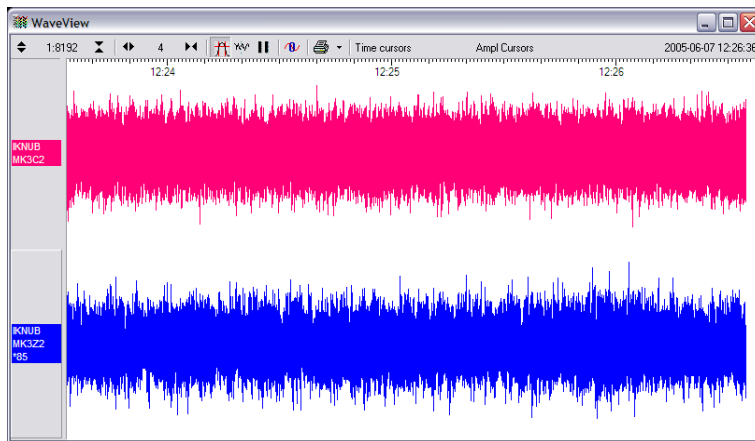 WaveView
1:8192 4 Time cursors Ampl Cursors 2005-06-07 12:26:36
12:24 12:25 12:26
IKNUB
MK3C2
IKNUB
MK3Z2
*85